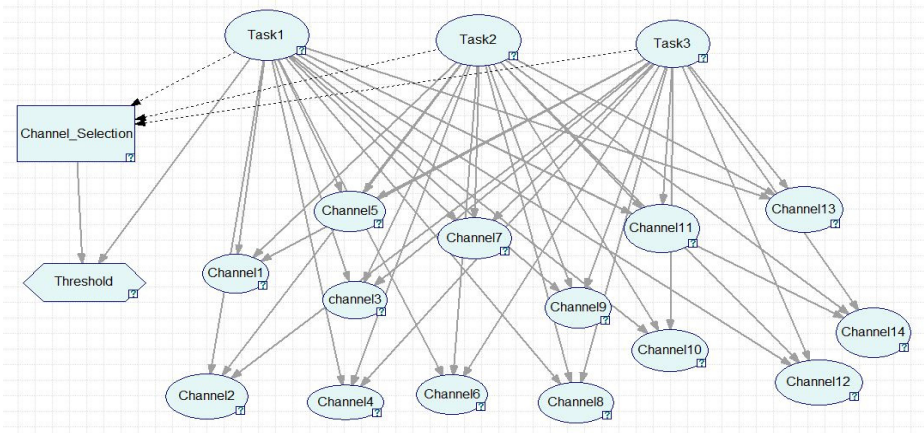 Task1
?
Task2
?
Task3
?
Channel_Selection
?
Channel5
?
Channel7
?
Channel11
?
Channel13
?
Threshold
?
Channel1
?
channel3
?
Channel9
?
Channel10
?
Channel14
?
Channel2
?
Channel4
?
Channel6
?
Channel8
?
Channel12
?